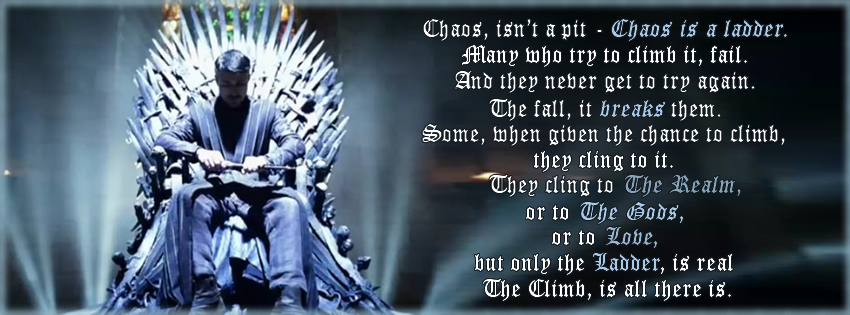 Chaos, isn't a pit - Chaos is a ladder.
Many who try to climb it, fail.
And they never get to try again.
The fall, it breaks them.
Some, when given the chance to climb,
they cling to it.
They cling to The Realm,
or to The Gods,
or to Love,
but only the Ladder, is real
The Climb, is all there is.